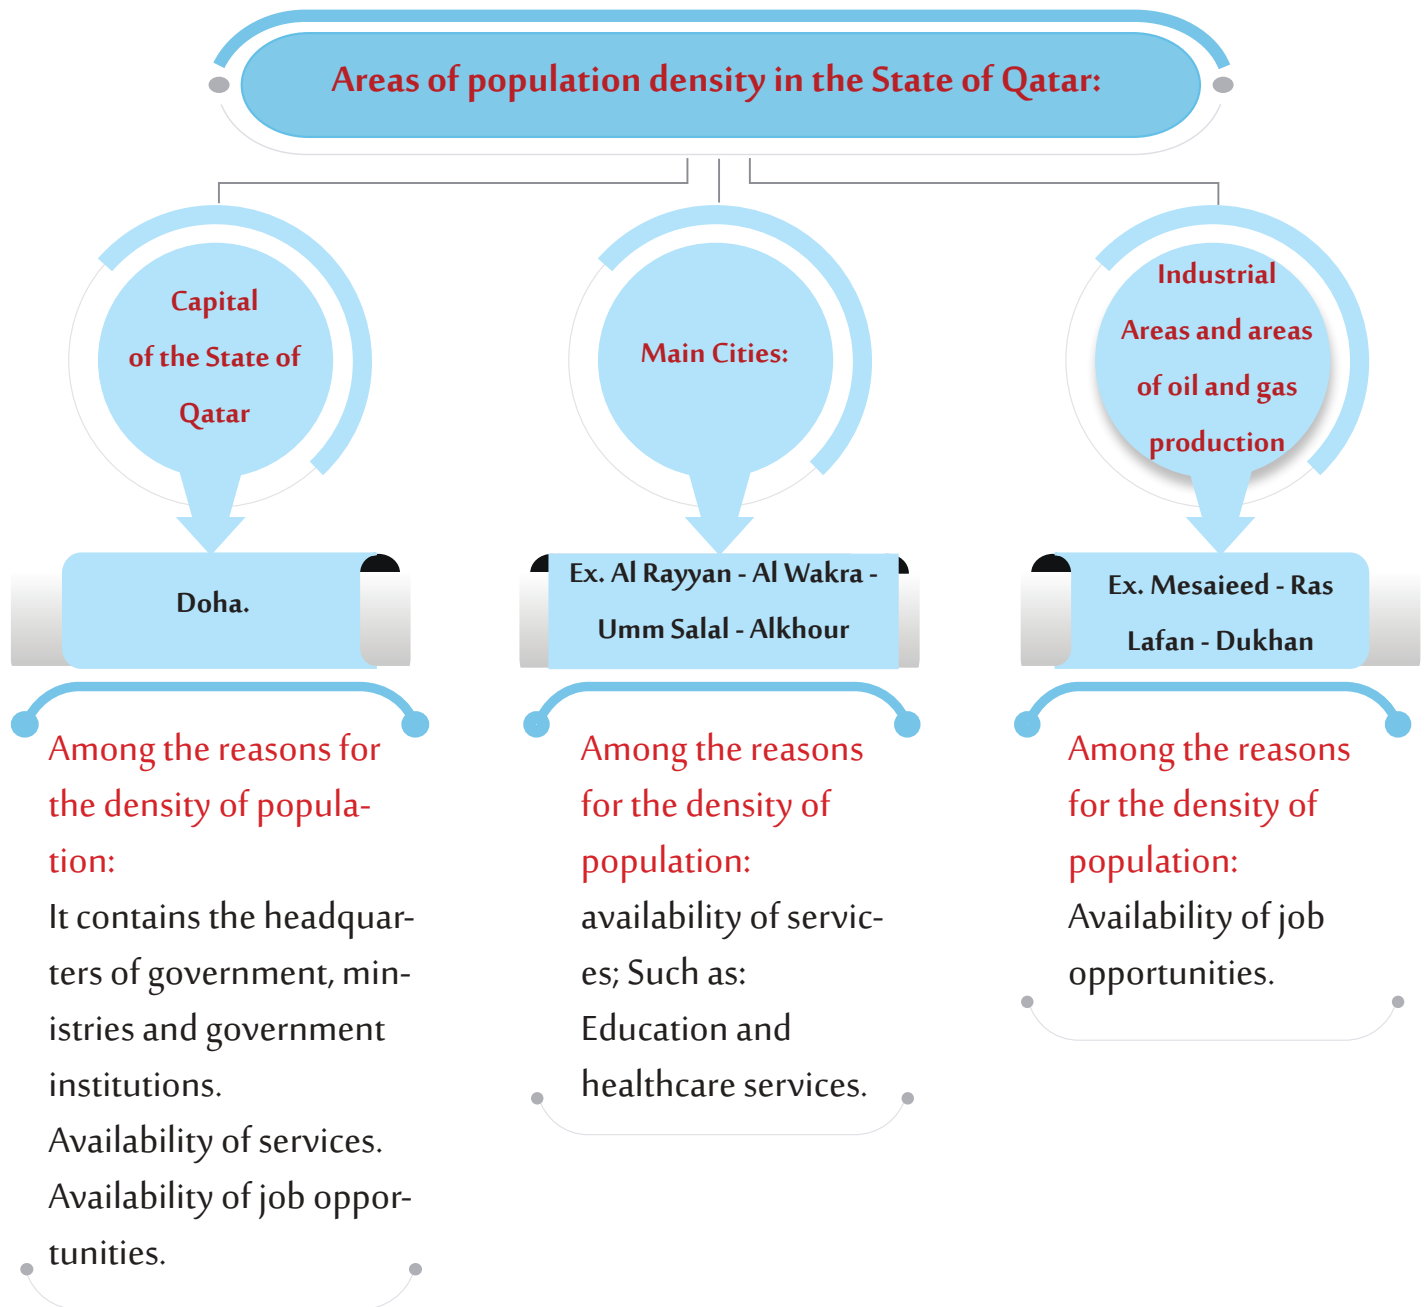 Areas of population density in the State of Qatar:
Capital
of the State of
Qatar
Doha.
Among the reasons for
the density of popula-
tion:
It contains the headquar-
ters of government, min-
istries and government
institutions.
Availability of services.
Availability of job oppor-
tunities.
Main Cities:
Ex. Al Rayyan - Al Wakra -
Umm Salal - Alkhour
Among the reasons
for the density of
population:
availability of servic-
es; Such as:
Education and
healthcare services.
Industrial
Areas and areas
of oil and gas
production
Ex. Mesaieed - Ras
Lafan - Dukhan
Among the reasons
for the density of
population:
Availability of job
opportunities.